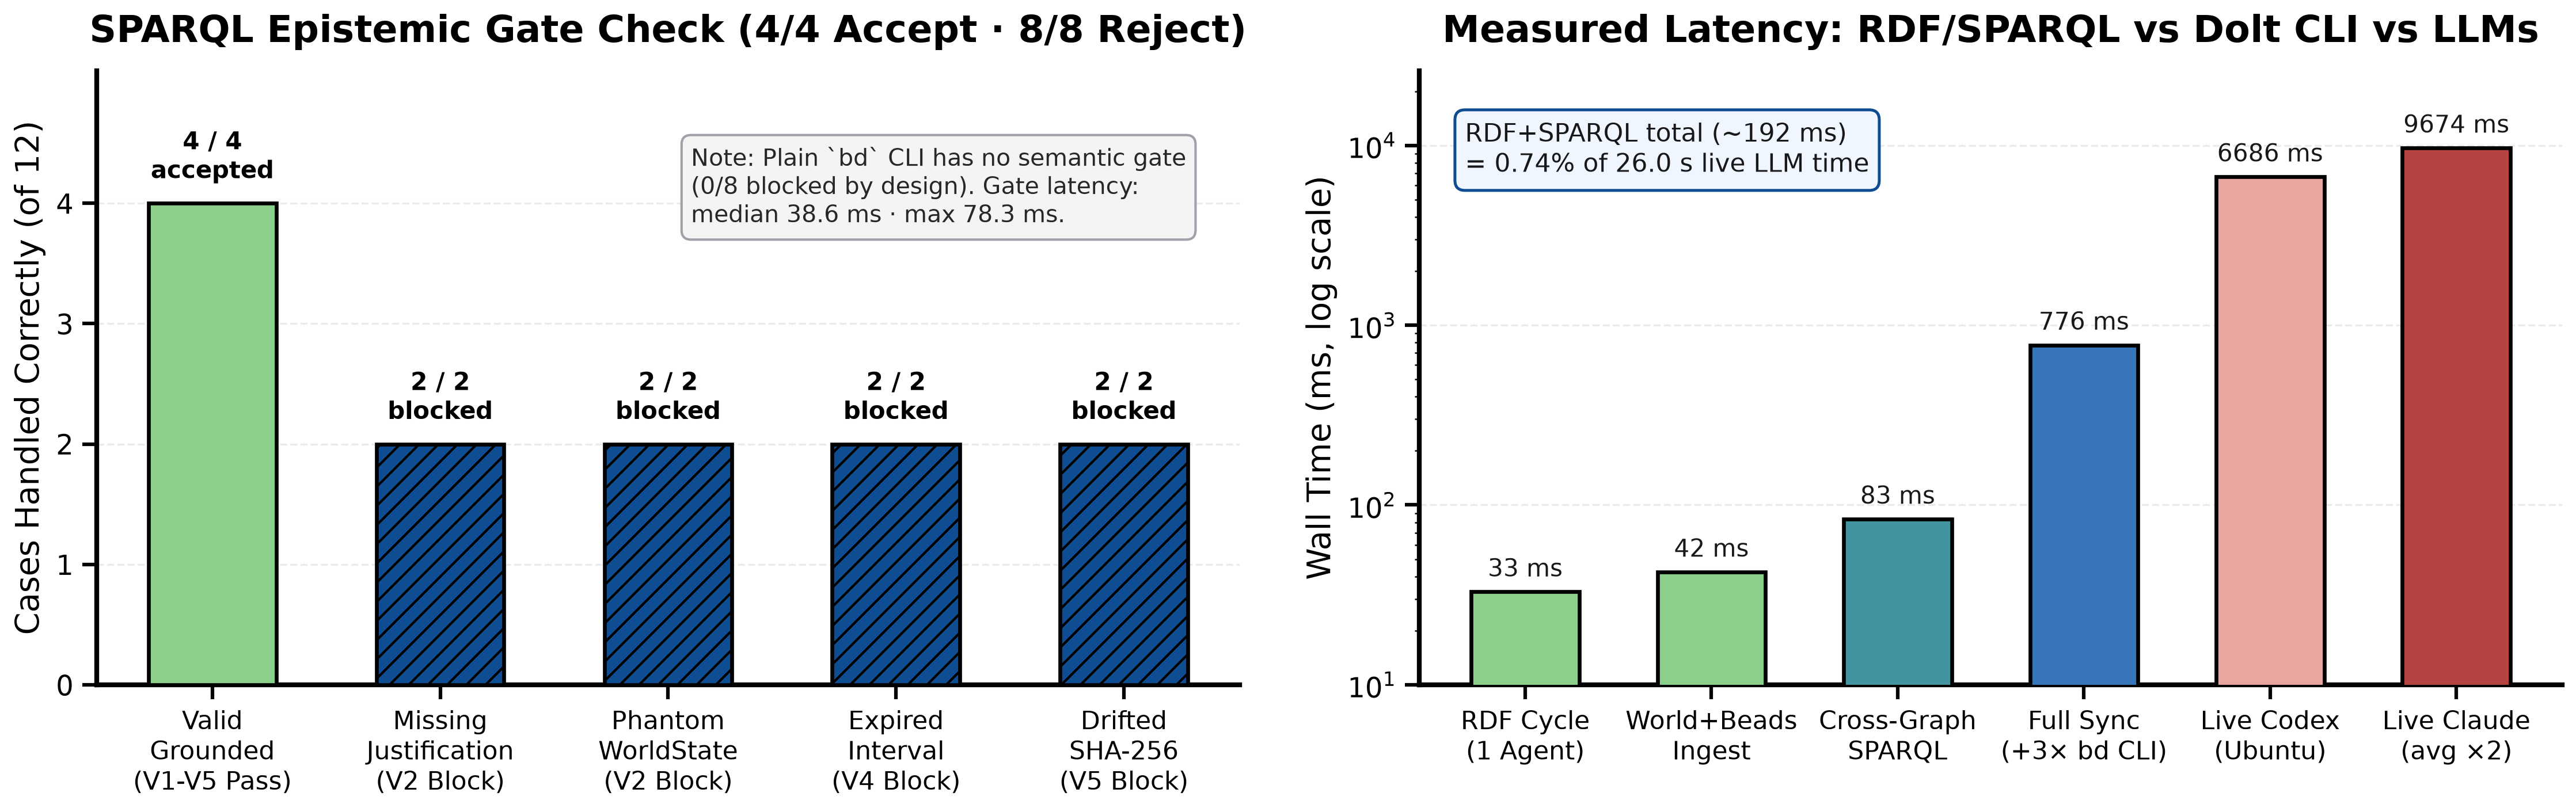 SPARQL Epistemic Gate Check (4/4 Accept · 8/8 Reject)
Cases Handled Correctly (of 12)
4
3
2
1
0
4 / 4
accepted
2 / 2
blocked
2 / 2
blocked
2 / 2
blocked
2 / 2
blocked
Note: Plain `bd` CLI has no semantic gate
(0/8 blocked by design). Gate latency:
median 38.6 ms · max 78.3 ms.
Valid
Grounded
(V1-V5 Pass)
Missing
Justification
(V2 Block)
Phantom
WorldState
(V2 Block)
Expired
Interval
(V4 Block)
Drifted
SHA-256
(V5 Block)
Measured Latency: RDF/SPARQL vs Dolt CLI vs LLMs
Wall Time (ms, log scale)
10⁴
10³
10²
10¹
RDF+SPARQL total (~192 ms)
= 0.74% of 26.0 s live LLM time
33 ms
42 ms
83 ms
776 ms
6686 ms
9674 ms
RDF Cycle
(1 Agent)
World+Beads
Ingest
Cross-Graph
SPARQL
Full Sync
(+3× bd CLI)
Live Codex
(Ubuntu)
Live Claude
(avg ×2)